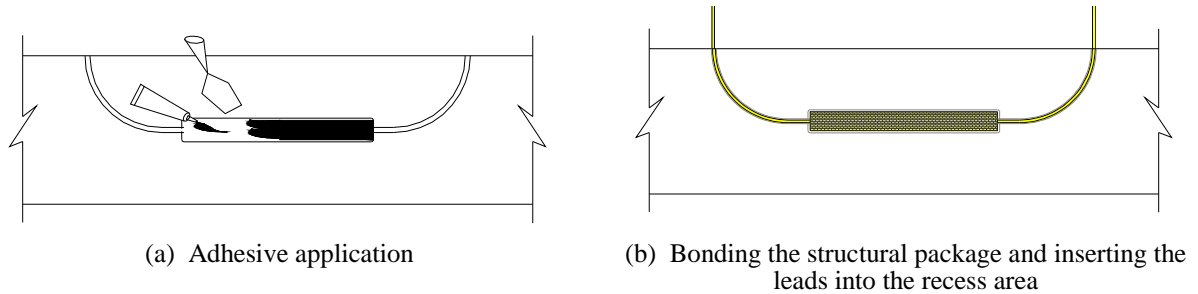 (a) Adhesive application
(b) Bonding the structural package and inserting the
leads into the recess area